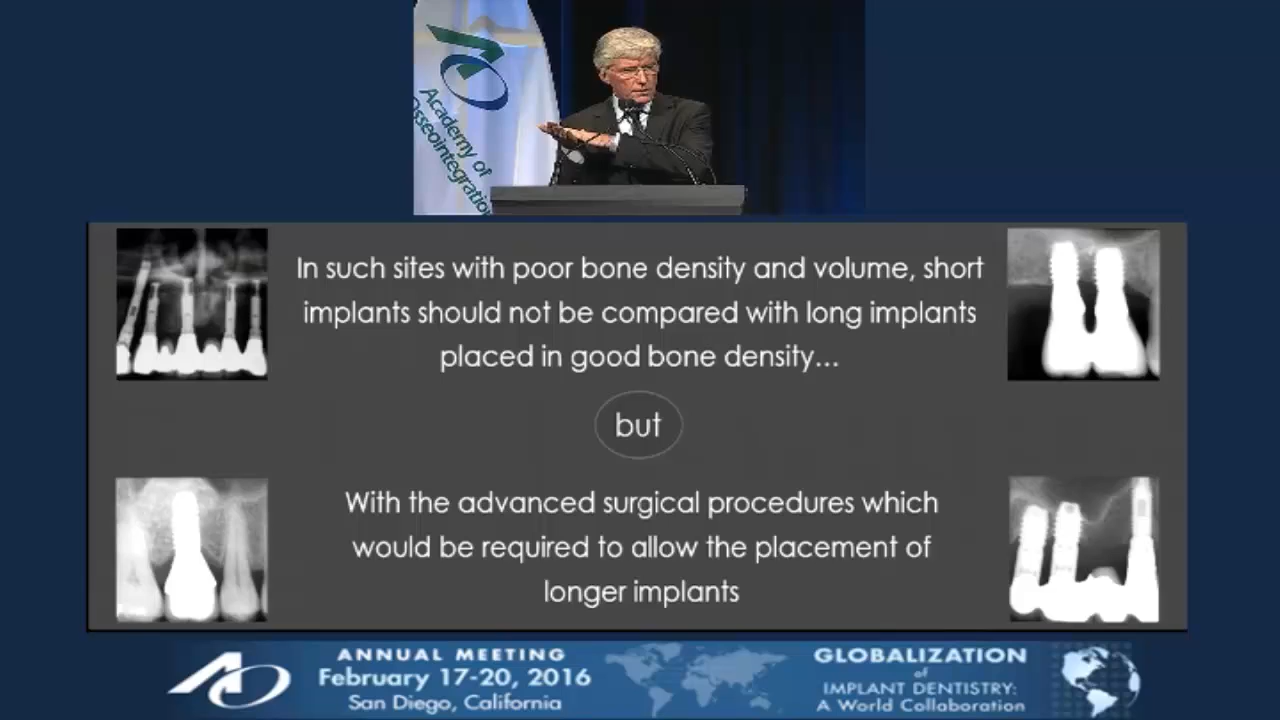 Academy of
Osseointegration
In such sites with poor bone density and volume, short
implants should not be compared with long implants
placed in good bone density...
but
With the advanced surgical procedures which
would be required to allow the placement of
longer implants
AO
ANNUAL MEETING
February 17-20, 2016
San Diego, California
GLOBALIZATION
of
IMPLANT DENTISTRY:
A World Collaboration